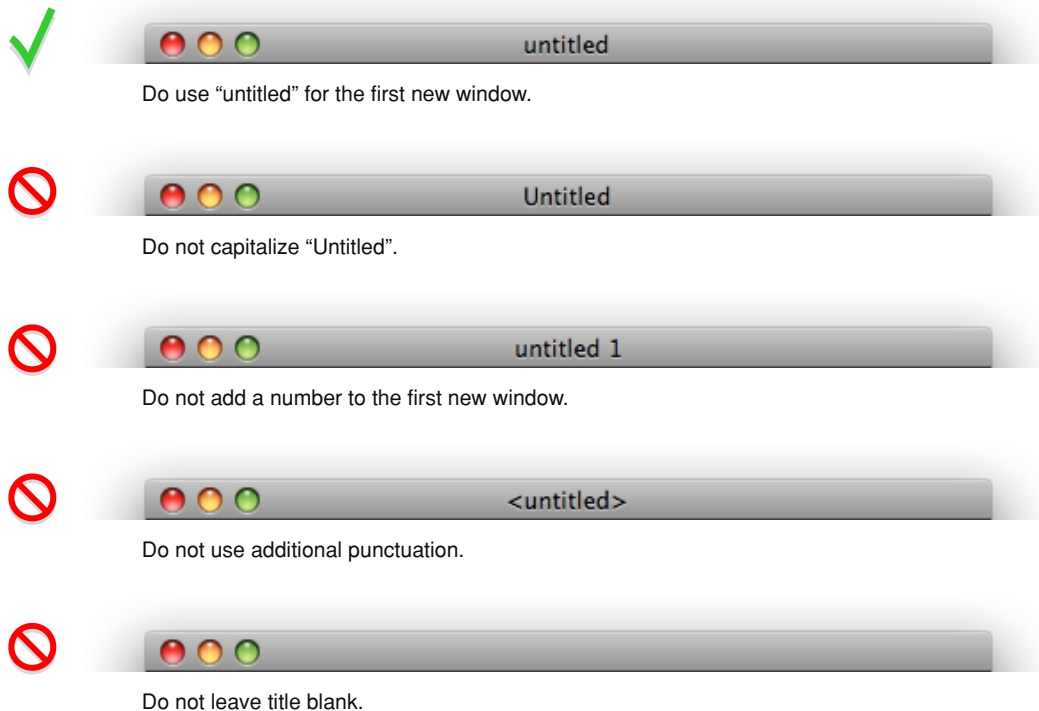 untitled
Do use “untitled” for the first new window.
Untitled
Do not capitalize “Untitled”.
untitled 1
Do not add a number to the first new window.
<untitled>
Do not use additional punctuation.
Do not leave title blank.